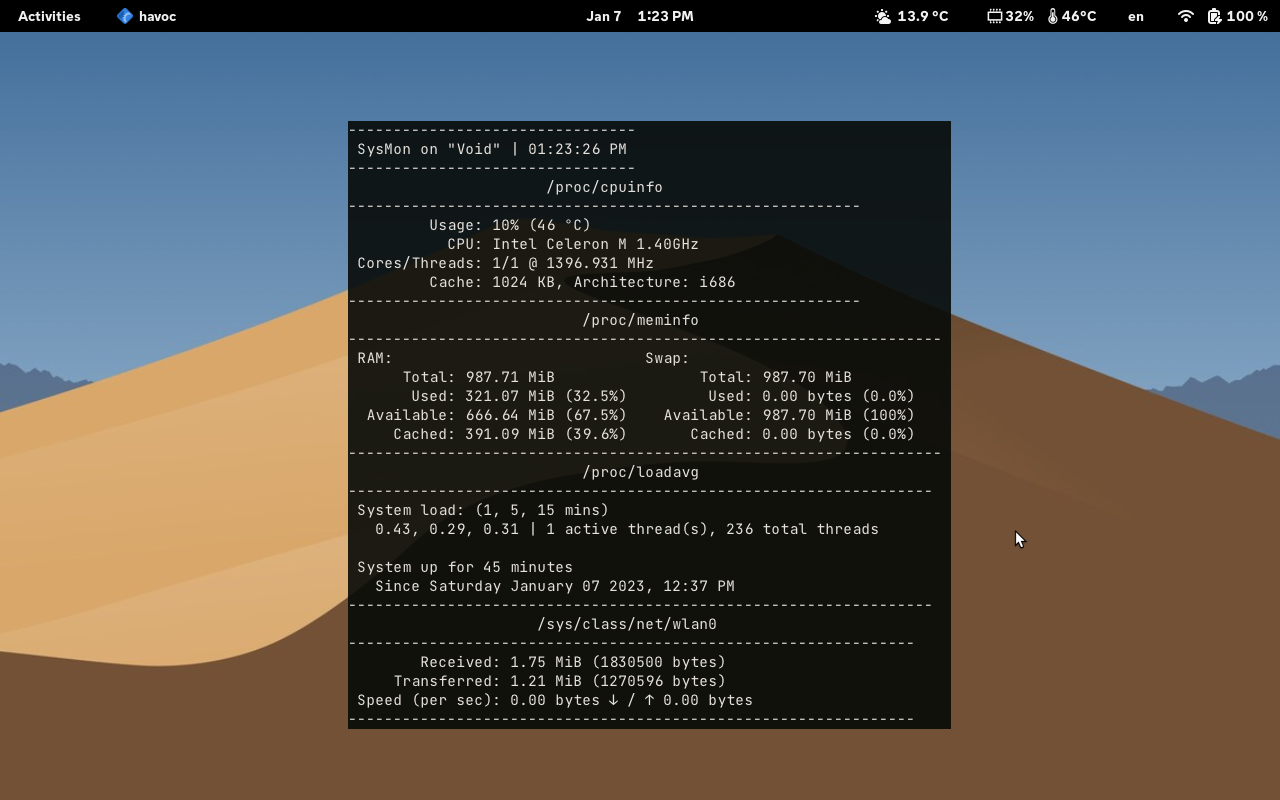 Activities havoc Jan 7 1:23 PM 13.9 °C 32% 46°C en 100 %
-------------------------------- 
SysMon on "Void" | 01:23:26 PM
--------------------------------
/proc/cpuinfo
---------------------------------------------------------
Usage: 10% (46 °C)
CPU: Intel Celeron M 1.40GHz
Cores/Threads: 1/1 @ 1396.931 MHz
Cache: 1024 KB, Architecture: i686
---------------------------------------------------------
/proc/meminfo
------------------------------------------------------------------
RAM: Swap:
Total: 987.71 MiB Total: 987.70 MiB
Used: 321.07 MiB (32.5%) Used: 0.00 bytes (0.0%)
Available: 666.64 MiB (67.5%) Available: 987.70 MiB (100%)
Cached: 391.09 MiB (39.6%) Cached: 0.00 bytes (0.0%)
------------------------------------------------------------------
/proc/loadavg
-----------------------------------------------------------------
System load: (1, 5, 15 mins)
0.43, 0.29, 0.31 | 1 active thread(s), 236 total threads
System up for 45 minutes
Since Saturday January 07 2023, 12:37 PM
-----------------------------------------------------------------
/sys/class/net/wlan0
---------------------------------------------------------------
Received: 1.75 MiB (1830500 bytes)
Transferred: 1.21 MiB (1270596 bytes)
Speed (per sec): 0.00 bytes ↓ / ↑ 0.00 bytes
---------------------------------------------------------------